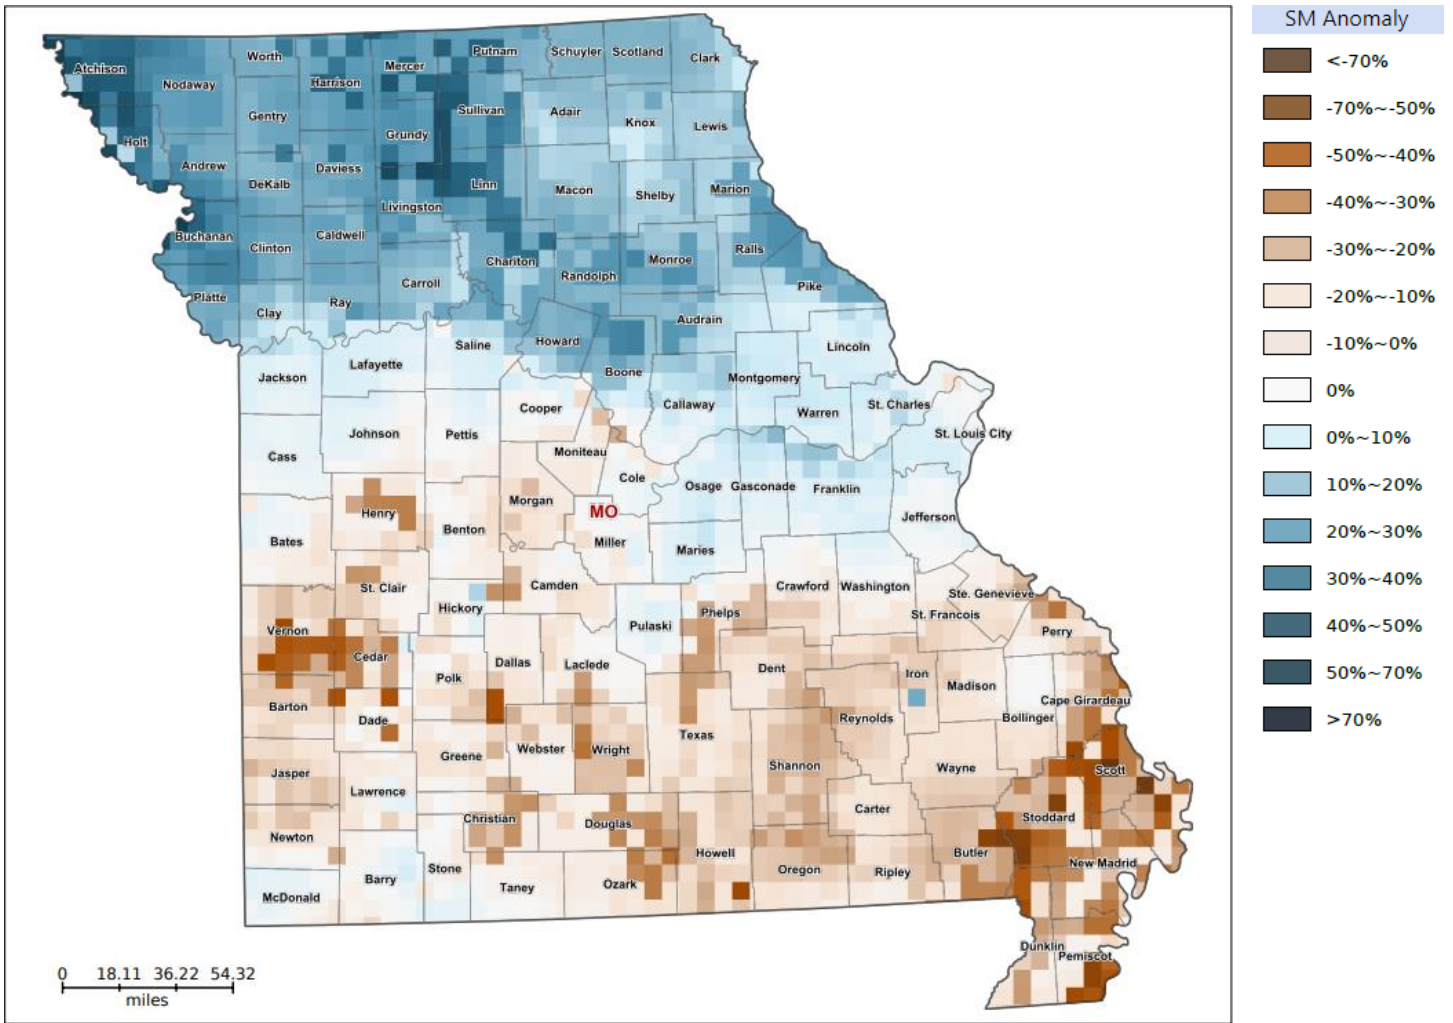 SM Anomaly
<-70%
-70%~-50%
-50%~-40%
-40%~-30%
-30%~-20%
-20%~-10%
-10%~0%
0%
0%~10%
10%~20%
20%~30%
30%~40%
40%~50%
50%~70%
>70%
Atchison
Nodaway
Worth
Harrison
Mercer
Putnam
Schuyler
Scotland
Clark
Gentry
Sullivan
Adair
Knox
Lewis
Holt
Andrew
DeKalb
Daviess
Grundy
Linn
Macon
Shelby
Marion
Livingston
Buchanan
Clinton
Caldwell
Chariton
Randolph
Monroe
Ralls
Carroll
Pike
Platte
Clay
Ray
Audrain
Saline
Howard
Lincoln
Lafayette
Boone
Jackson
Montgomery
Cooper
Callaway
Warren
St. Charles
Johnson
Pettis
St. Louis City
Moniteau
Cass
Cole
Osage
Gasconade
Franklin
Morgan
MO
Henry
Benton
Jefferson
Bates
Miller
Maries
St. Clair
Camden
Crawford
Washington
Ste. Genevieve
Hickory
Phelps
St. Francois
Vernon
Pulaski
Perry
Cedar
Dallas
Laclede
Dent
Iron
Polk
Madison
Barton
Dade
Cape Girardeau
Reynolds
Bollinger
Texas
Greene
Webster
Wright
Shannon
Wayne
Scott
Jasper
Lawrence
Carter
Stoddard
Christian
Douglas
Newton
Howell
Butler
New Madrid
Barry
Stone
Taney
Ozark
Oregon
Ripley
McDonald
Dunklin
Pemiscot
0 18.11 36.22 54.32
miles